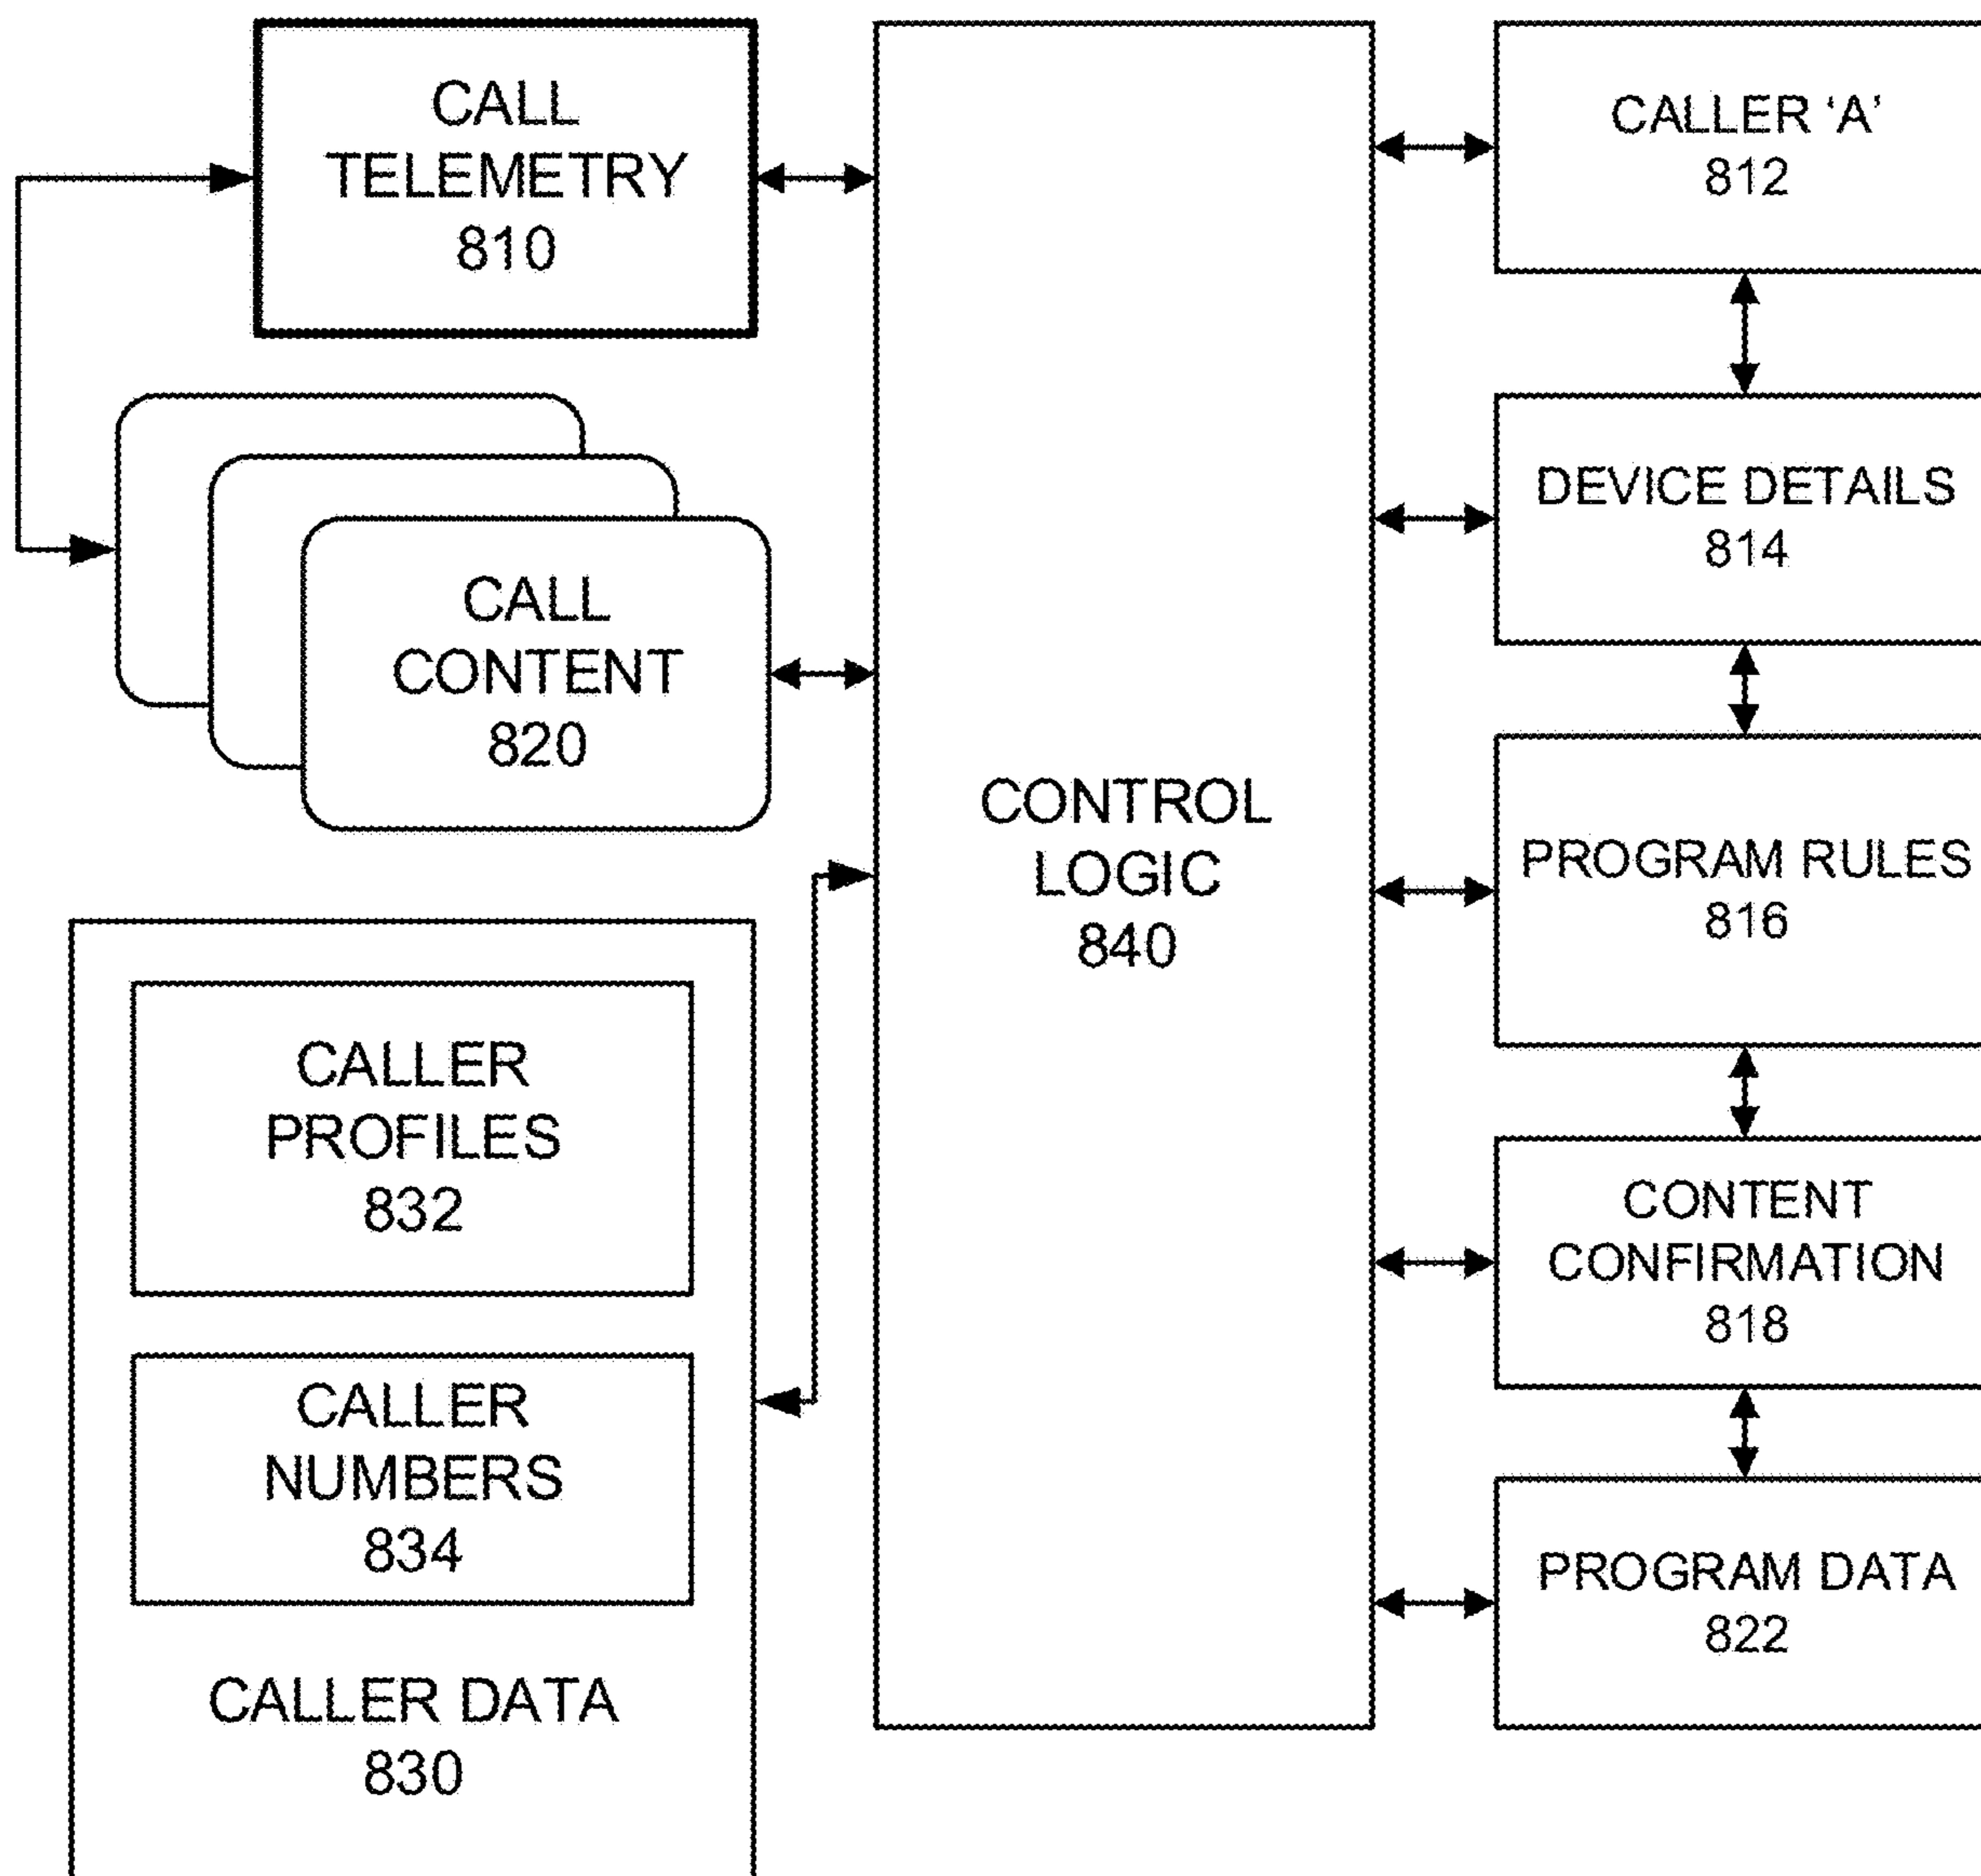 CALL
TELEMETRY
810
CALL
CONTENT
820
CALLER
PROFILES
832
CALLER
NUMBERS
834
CALLER DATA
830
CONTROL
LOGIC
840
CALLER ‘A’
812
DEVICE DETAILS
814
PROGRAM RULES
816
CONTENT
CONFIRMATION
818
PROGRAM DATA
822